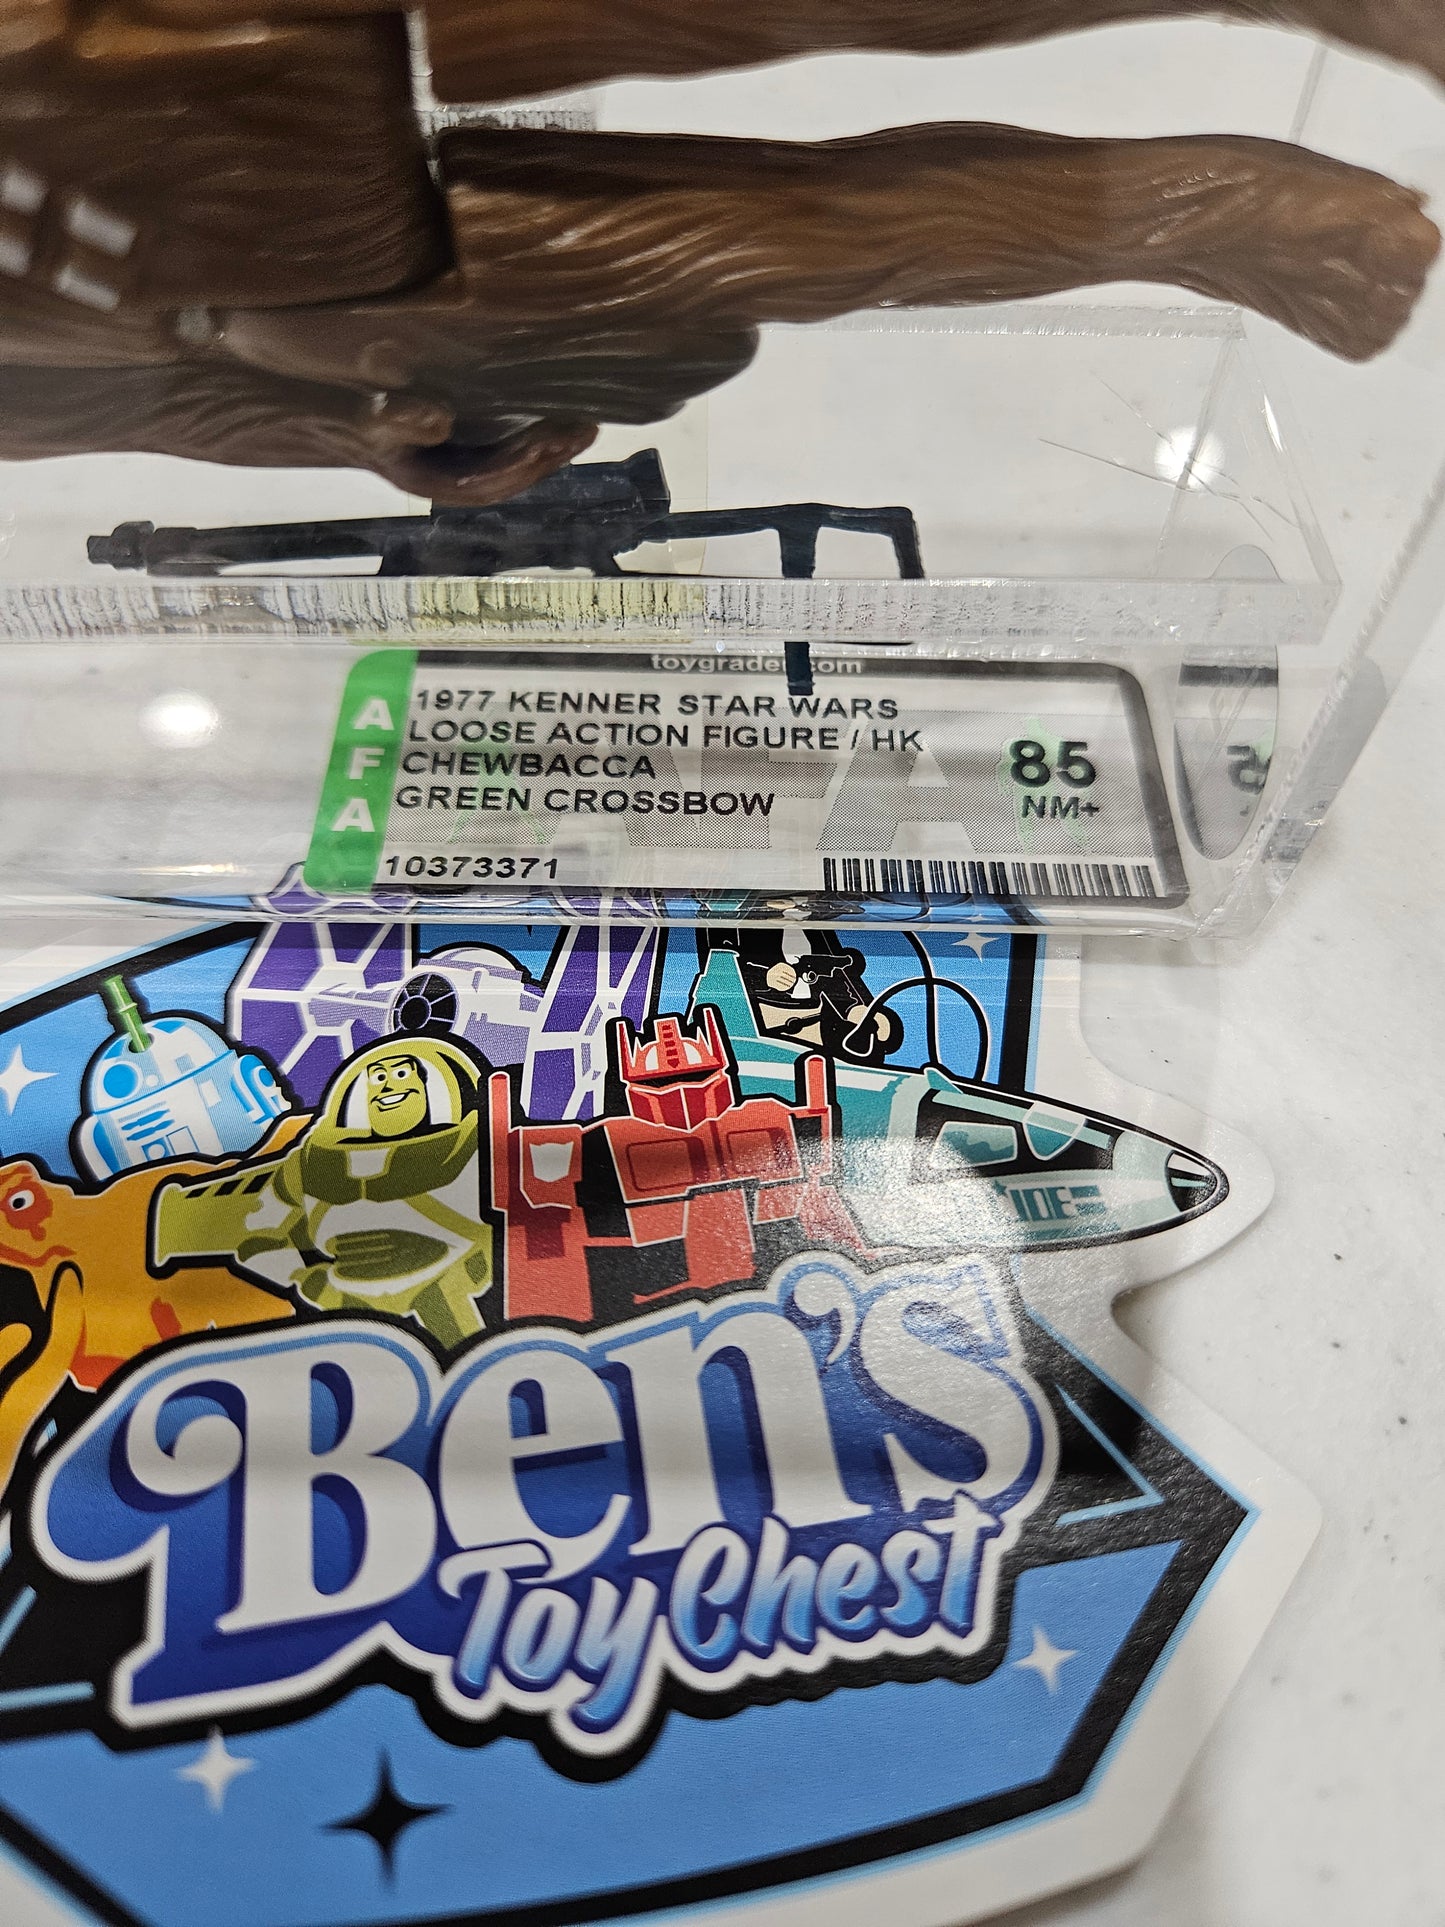 toygrader.com
AFA
1977 KENNER STAR WARS
LOOSE ACTION FIGURE / HK
CHEWBACCA
GREEN CROSSBOW
85
NM+
10373371
Ben's
Toy Chest